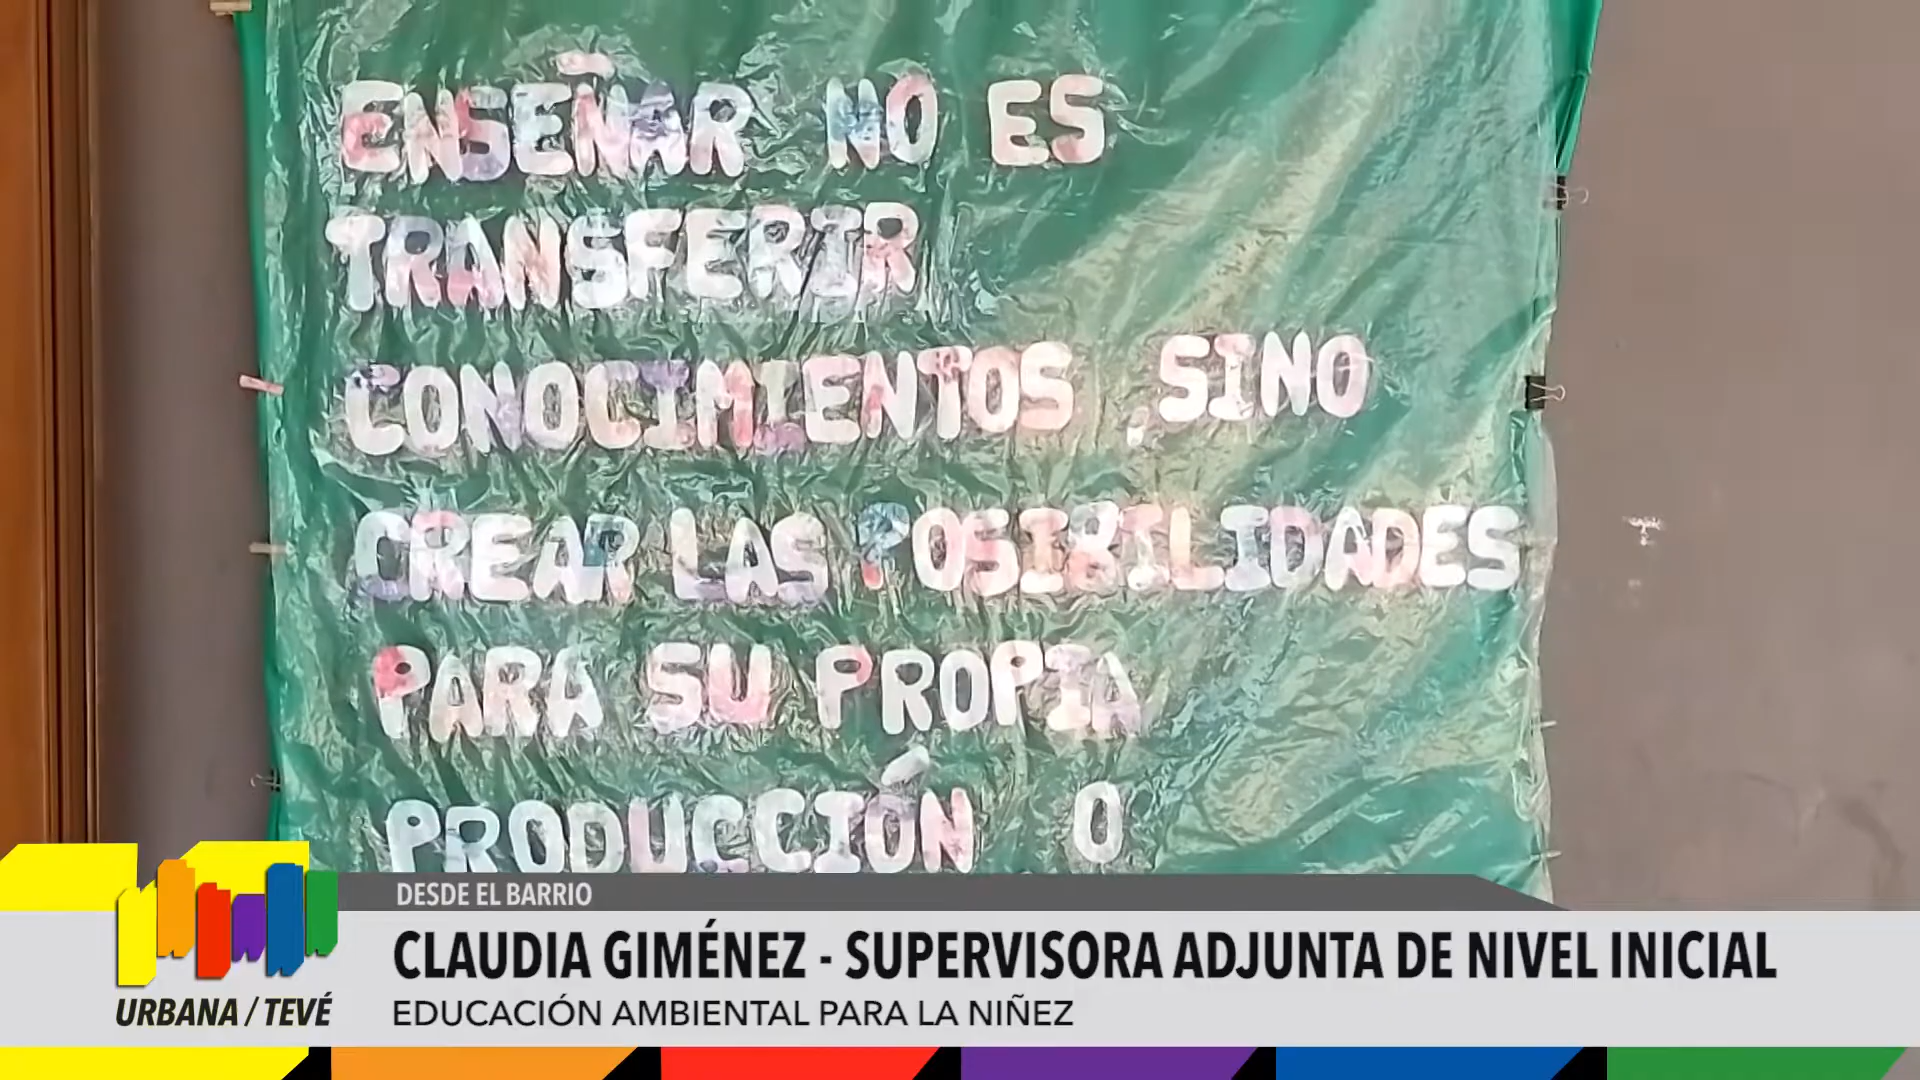 ENSEÑAR NO ES
TRANSFERIR
CONOCIMIENTOS, SINO
CREAR LAS POSIBILIDADES
PARA SU PROPIA
PRODUCCIÓN O
DESDE EL BARRIO
CLAUDIA GIMÉNEZ - SUPERVISORA ADJUNTA DE NIVEL INICIAL
URBANA / TEVÉ
EDUCACIÓN AMBIENTAL PARA LA NIÑEZ